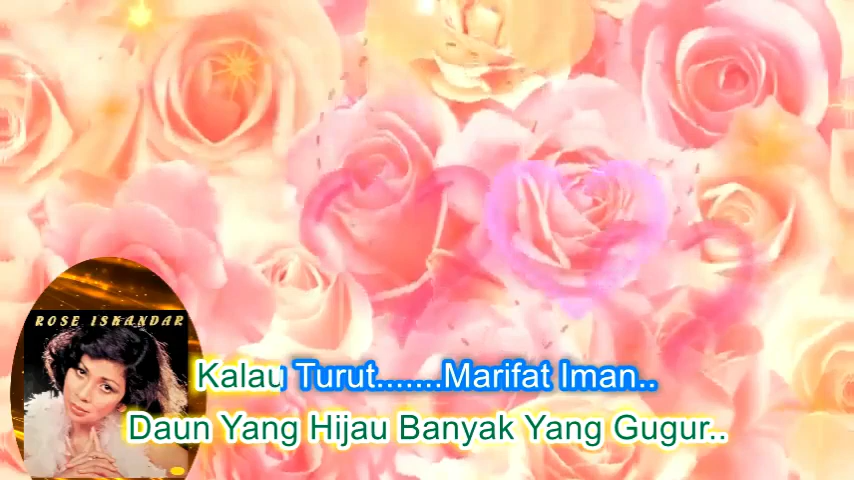 ROSE ISKANDAR
Kalau Turut.......Marifat Iman..
Daun Yang Hijau Banyak Yang Gugur..